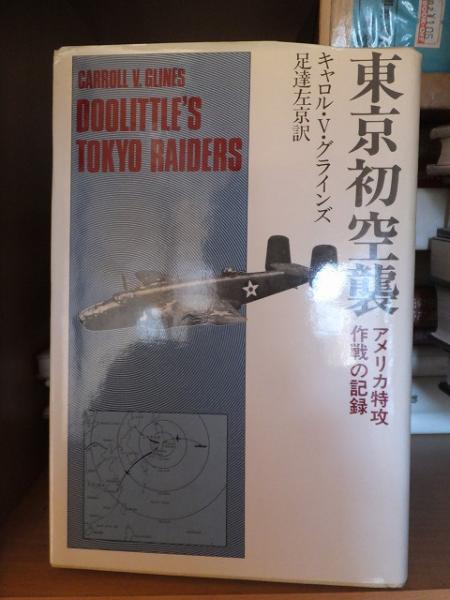 CARROLL V. GLINES
DOOLITTLE'S
TOKYO RAIDERS
東京初空襲
アメリカ特攻
作戦の記録
キャロル・V・グラインズ
足達左京訳